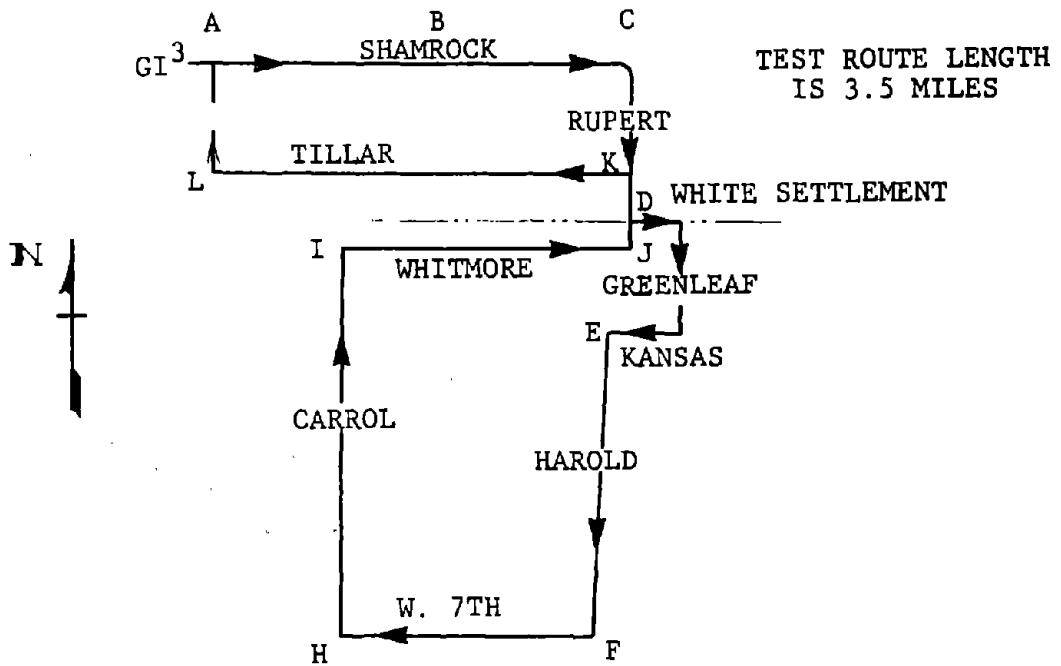 A B C
GI3 SHAMROCK
TEST ROUTE LENGTH
IS 3.5 MILES
RUPERT
TILLAR K
L
D WHITE SETTLEMENT
N
I J
WHITMORE
GREENLEAF
E
KANSAS
CARROL
HAROLD
W. 7TH
H F